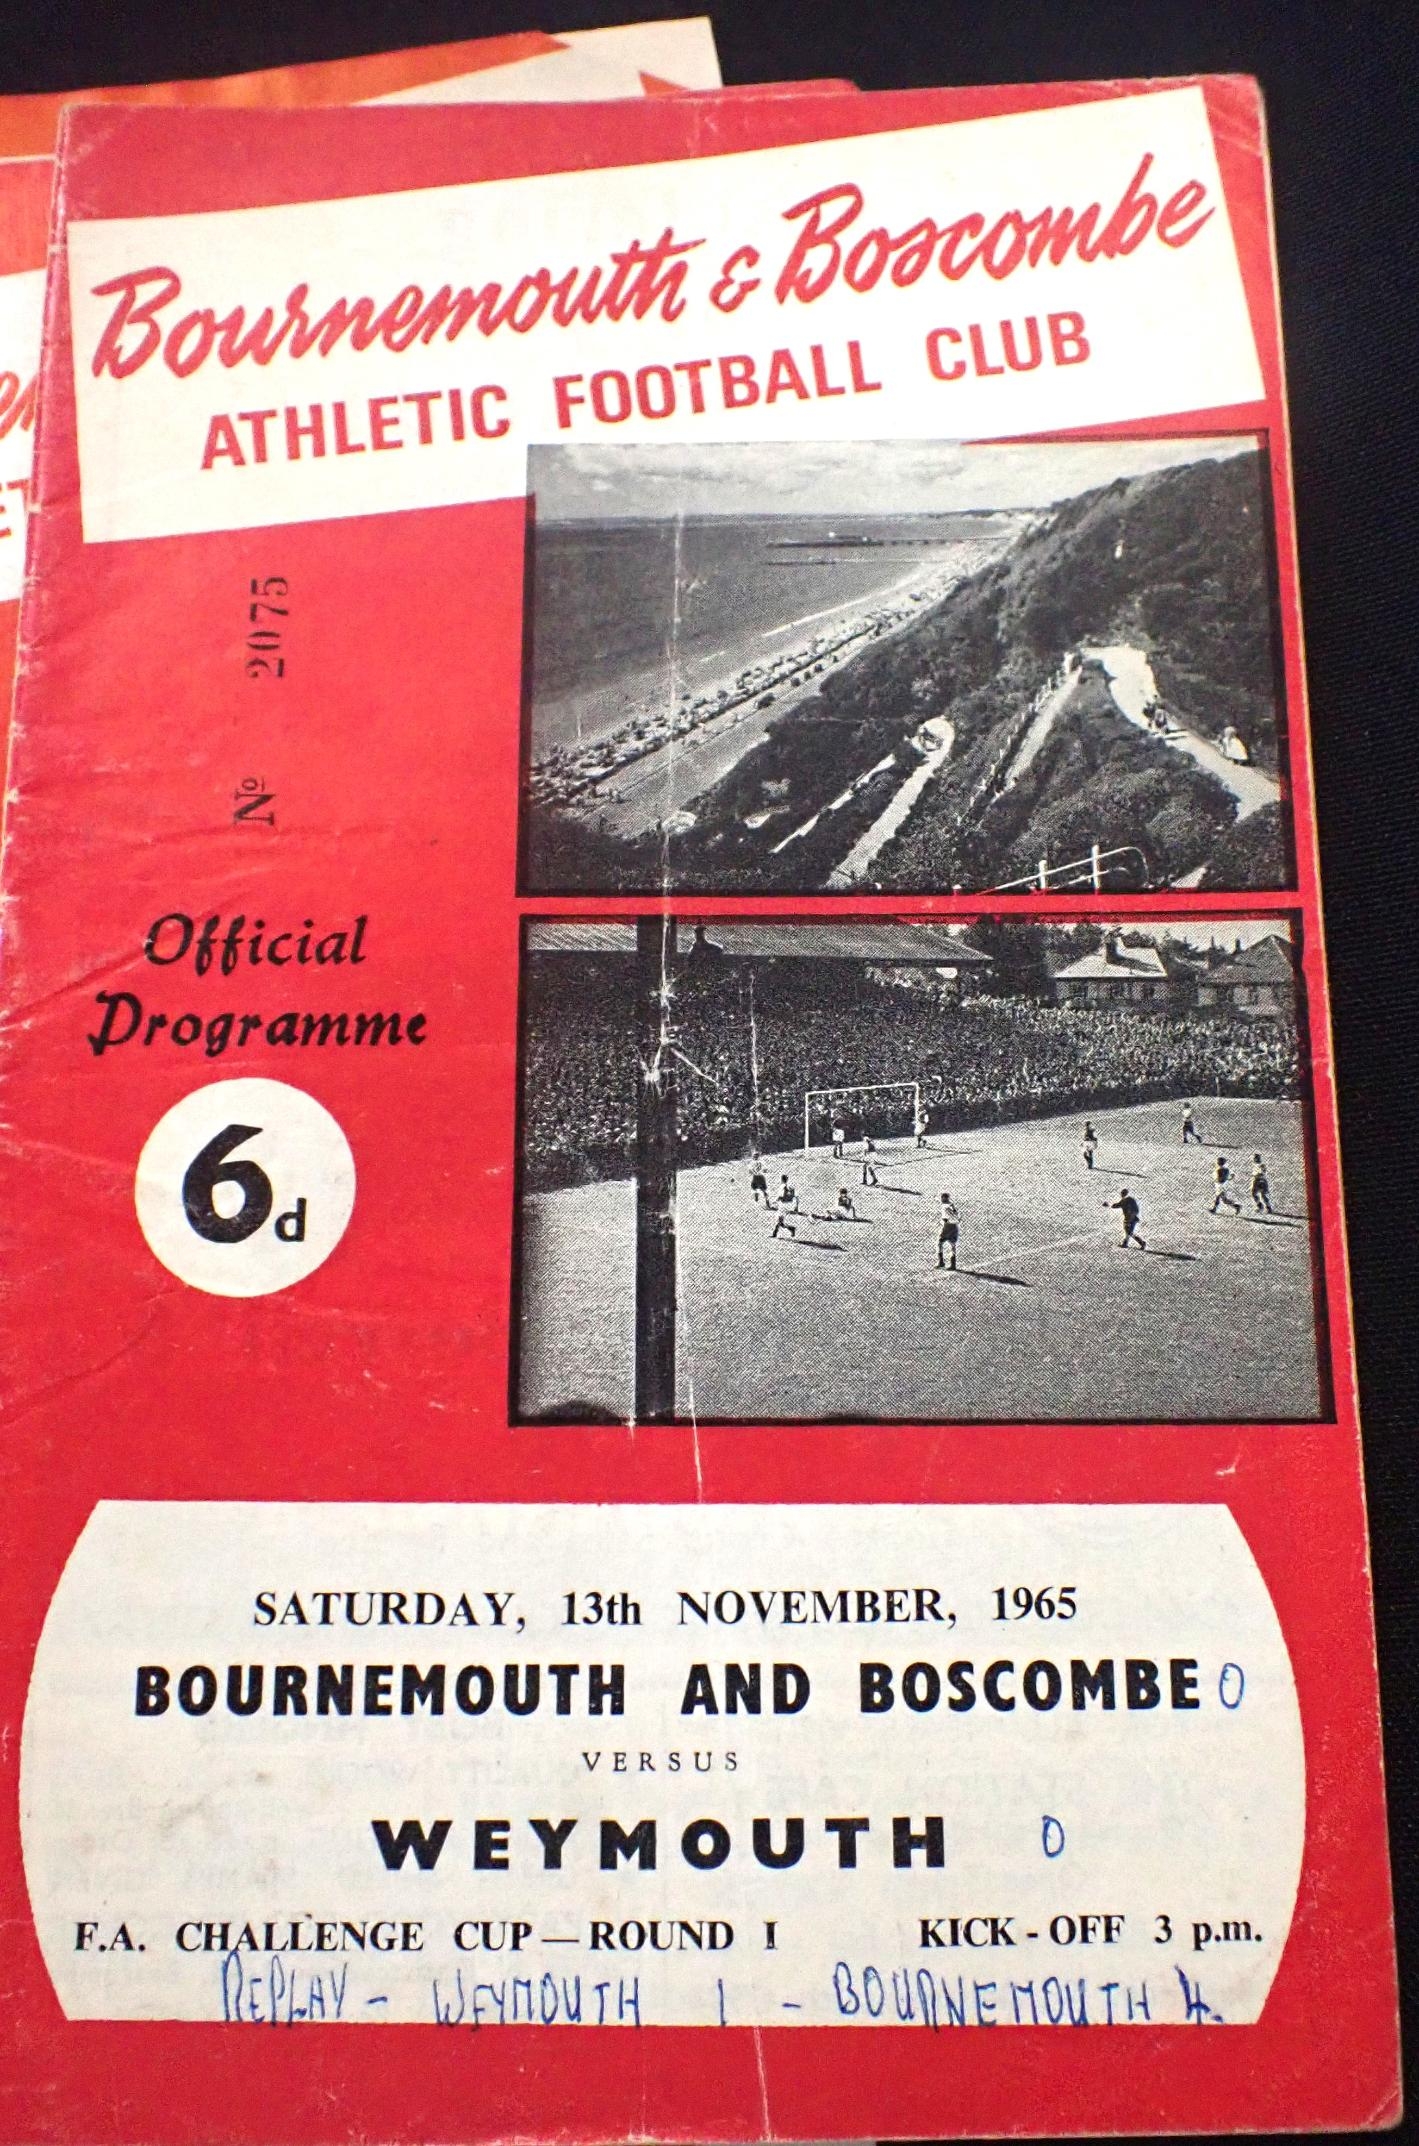 Bournemouth & Boscombe
ATHLETIC FOOTBALL CLUB
Nº 2075
Official
Programme
6d
SATURDAY, 13th NOVEMBER, 1965
BOURNEMOUTH AND BOSCOMBE 0
VERSUS
WEYMOUTH 0
F.A. CHALLENGE CUP — ROUND I KICK-OFF 3 p.m.
REPLAY - WEYMOUTH 1 - BOURNEMOUTH 4.